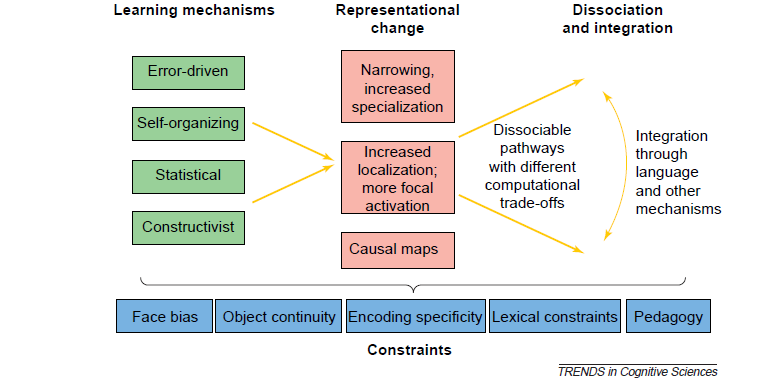 Learning mechanisms
Representational
change
Dissociation
and integration
Error-driven
Self-organizing
Statistical
Constructivist
Narrowing,
increased
specialization
Increased
localization;
more focal
activation
Causal maps
Dissociable
pathways
with different
computational
trade-offs
Integration
through
language
and other
mechanisms
Face bias
Object continuity
Encoding specificity
Lexical constraints
Pedagogy
Constraints
TRENDS in Cognitive Sciences